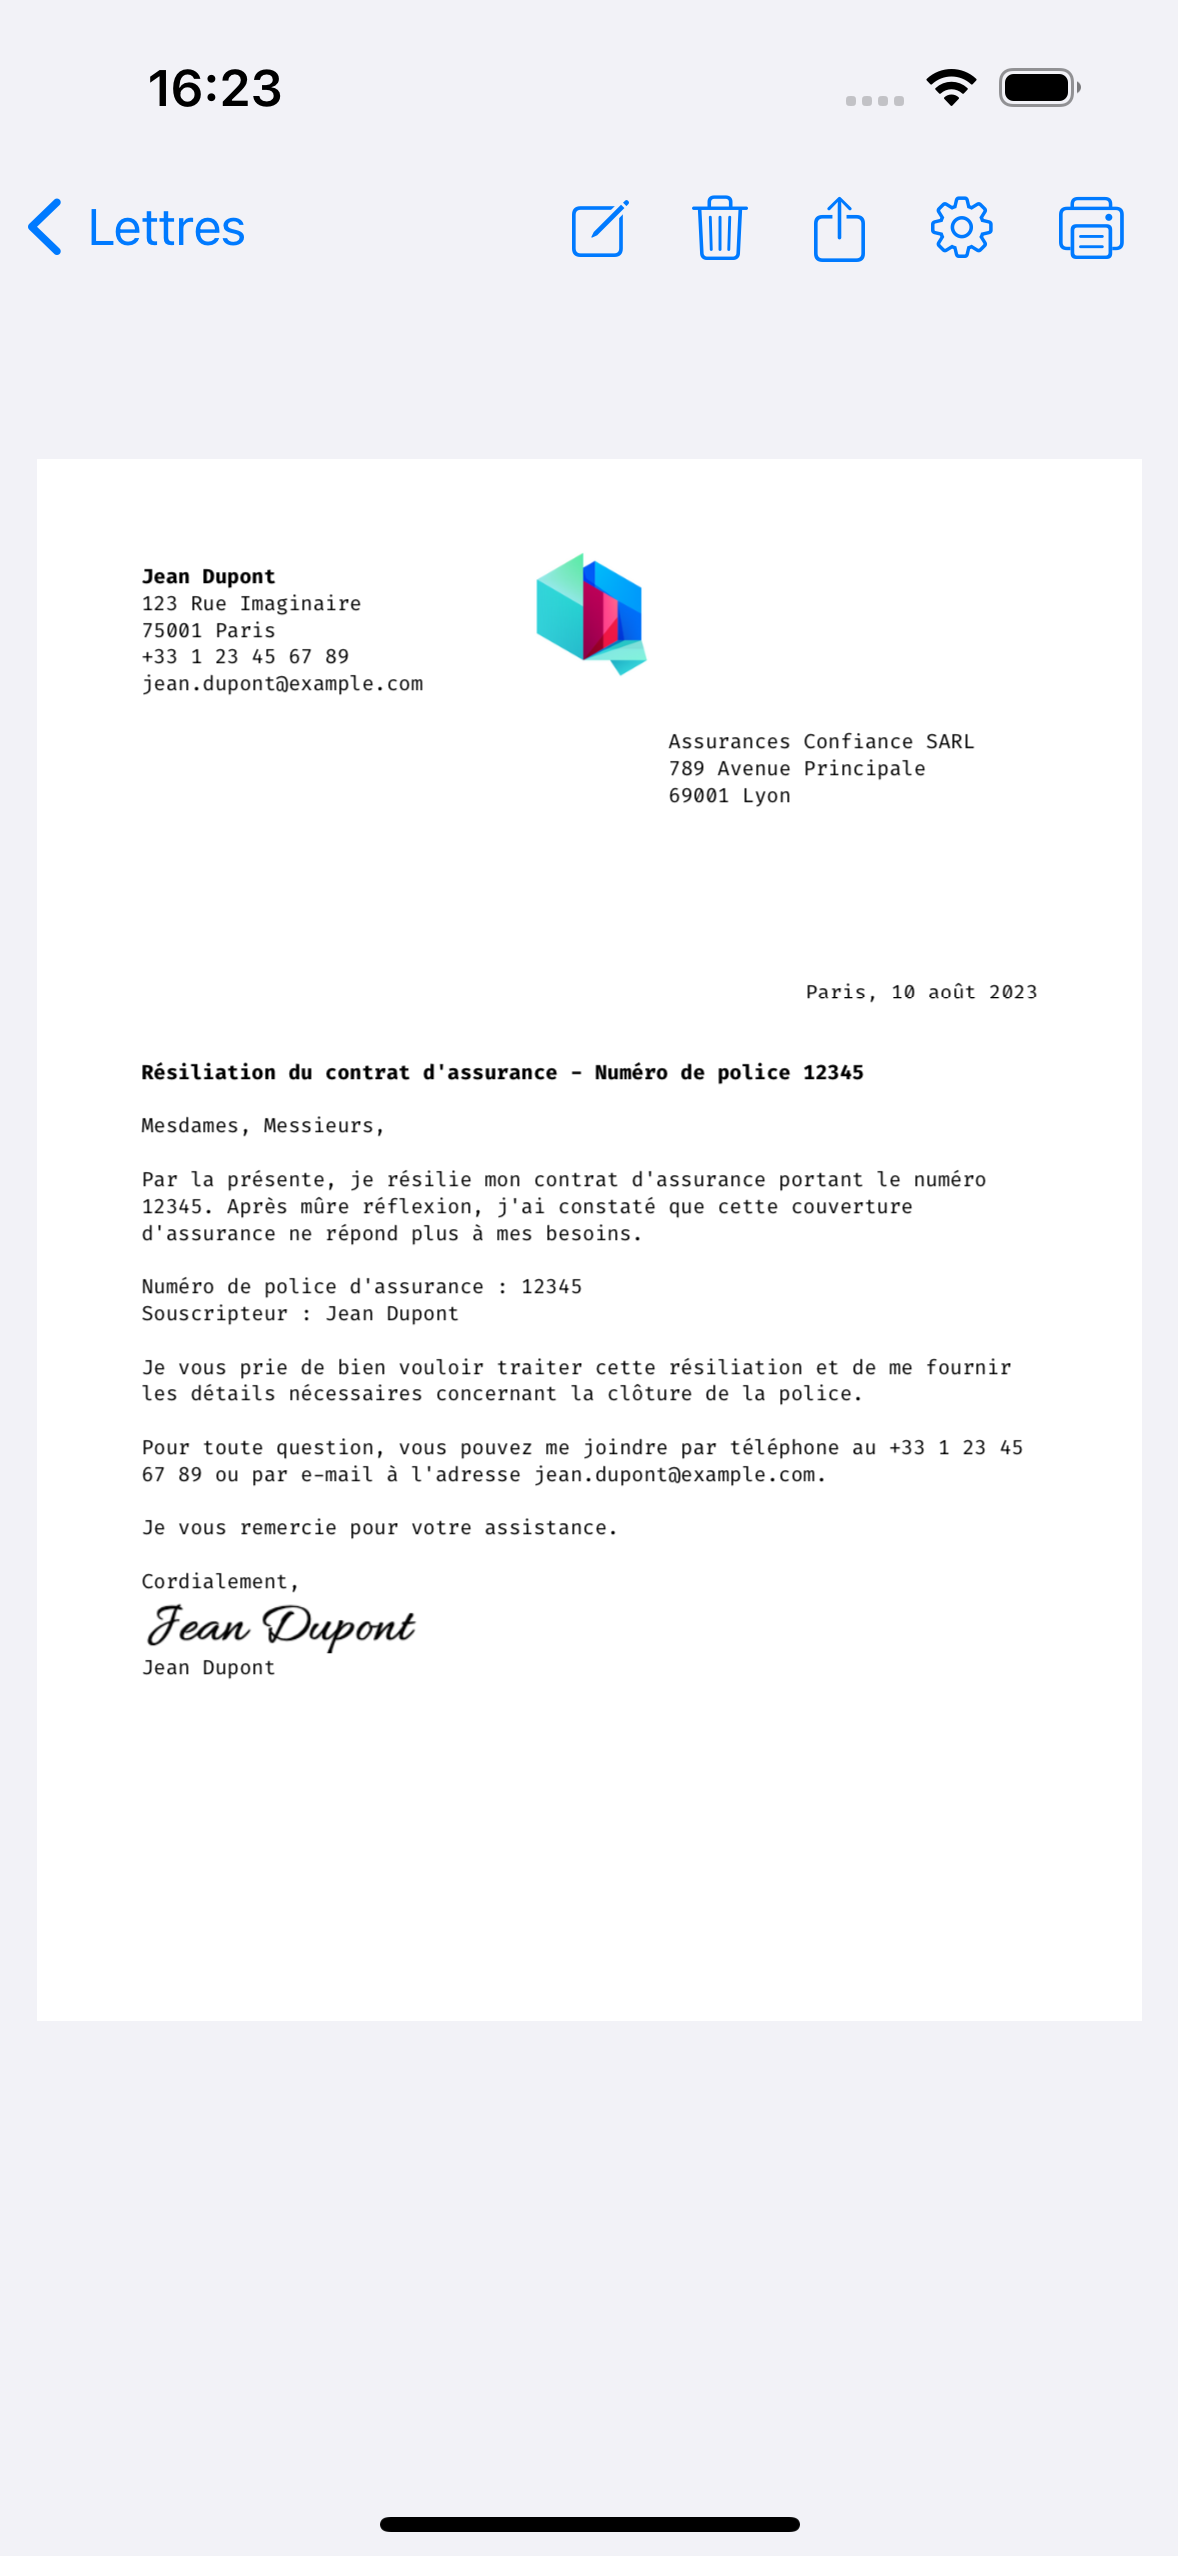 16:23
Lettres
Jean Dupont
123 Rue Imaginaire
75001 Paris
+33 1 23 45 67 89
jean.dupont@example.com
Assurances Confiance SARL
789 Avenue Principale
69001 Lyon
Paris, 10 août 2023
Résiliation du contrat d'assurance - Numéro de police 12345
Mesdames, Messieurs,
Par la présente, je résilie mon contrat d'assurance portant le numéro
12345. Après mûre réflexion, j'ai constaté que cette couverture
d'assurance ne répond plus à mes besoins.
Numéro de police d'assurance : 12345
Souscripteur : Jean Dupont
Je vous prie de bien vouloir traiter cette résiliation et de me fournir
les détails nécessaires concernant la clôture de la police.
Pour toute question, vous pouvez me joindre par téléphone au +33 1 23 45
67 89 ou par e-mail à l'adresse jean.dupont@example.com.
Je vous remercie pour votre assistance.
Cordialement,
Jean Dupont
Jean Dupont